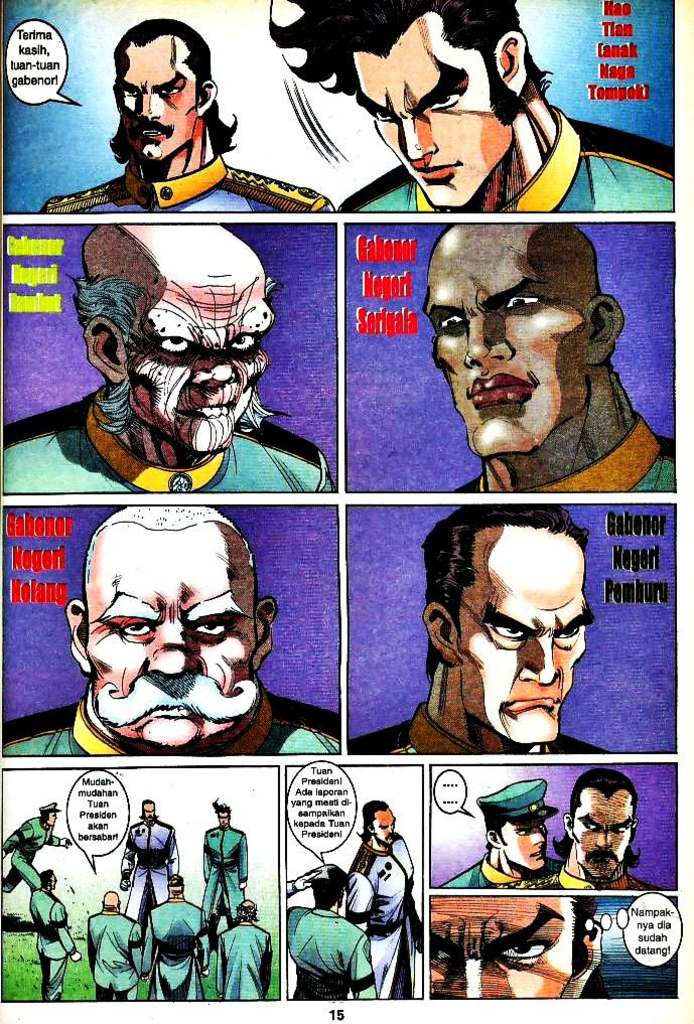 Terima
kasih,
tuan-tuan
gabenor!
Hao
Tian
(anak
Naga
Tompok)
Gabenor
Negeri
Gabenor
Negeri
Serigala
Gabenor
Negeri
Helang
Gabenor
Negeri
Pemburu
Mudah-
mudahan
Tuan
Presiden
akan
bersabar!
Tuan
Presiden!
Ada laporan
yang mesti di-
sampaikan
kepada Tuan
Presiden!
....
....
Nampak-
nya dia
sudah
datang!
15